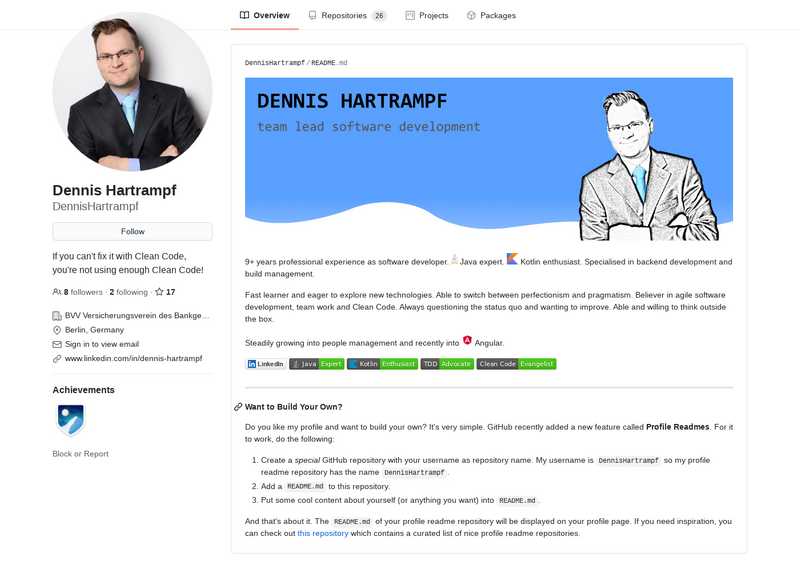 Overview
Repositories 26
Projects
Packages
Dennis Hartrampf
DennisHartrampf
Follow
If you can't fix it with Clean Code,
you're not using enough Clean Code!
8 followers · 2 following · 17
BVV Versicherungsverein des Bankge...
Berlin, Germany
Sign in to view email
www.linkedin.com/in/dennis-hartrampf
Achievements
Block or Report
DennisHartrampf/README.md
DENNIS HARTRAMPF
team lead software development
9+ years professional experience as software developer. Java expert. Kotlin enthusiast. Specialised in backend development and
build management.
Fast learner and eager to explore new technologies. Able to switch between perfectionism and pragmatism. Believer in agile software
development, team work and Clean Code. Always questioning the status quo and wanting to improve. Able and willing to think outside
the box.
Steadily growing into people management and recently into Angular.
LinkedIn Java Expert Kotlin Enthusiast TDD Advocate Clean Code Evangelist
Want to Build Your Own?
Do you like my profile and want to build your own? It's very simple. GitHub recently added a new feature called Profile Readmes. For it
to work, do the following:
1. Create a special GitHub repository with your username as repository name. My username is DennisHartrampf so my profile
readme repository has the name DennisHartrampf.
2. Add a README.md to this repository.
3. Put some cool content about yourself (or anything you want) into README.md.
And that's about it. The README.md of your profile readme repository will be displayed on your profile page. If you need inspiration, you
can check out this repository which contains a curated list of nice profile readme repositories.